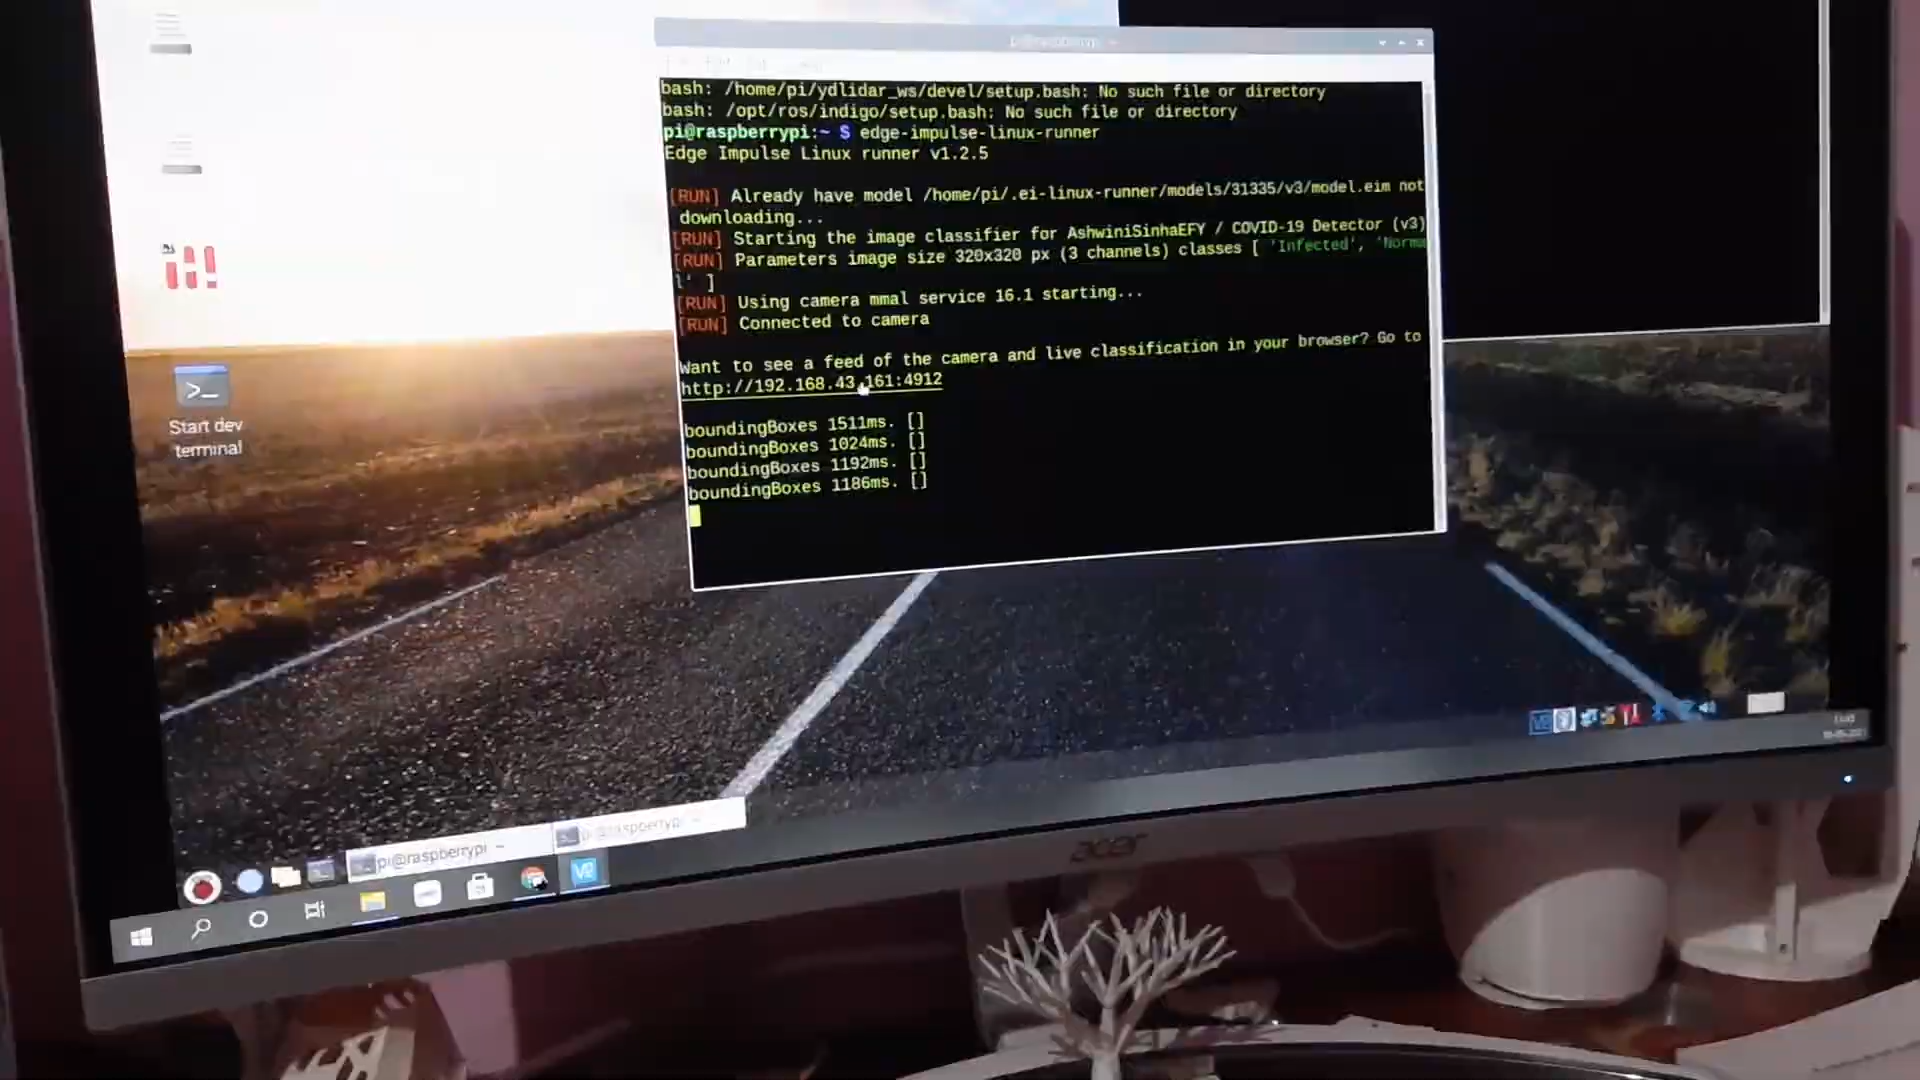 bash: /home/pi/ydlidar_ws/devel/setup.bash: No such file or directory
bash: /opt/ros/indigo/setup.bash: No such file or directory
pi@raspberrypi:~ $ edge-impulse-linux-runner
Edge Impulse Linux runner v1.2.5
[RUN] Already have model /home/pi/.ei-linux-runner/models/31335/v3/model.eim not
downloading...
[RUN] Starting the image classifier for AshwiniSinhaEFY / COVID-19 Detector (v3)
[RUN] Parameters image size 320x320 px (3 channels) classes [ 'Infected', 'Norma
l' ]
[RUN] Using camera mmal service 16.1 starting...
[RUN] Connected to camera
Want to see a feed of the camera and live classification in your browser? Go to
http://192.168.43.161:4912
boundingBoxes 1511ms. []
boundingBoxes 1024ms. []
boundingBoxes 1192ms. []
boundingBoxes 1186ms. []
Start dev
terminal
pi@raspberrypi: ~
pi@raspberrypi: ~
acer